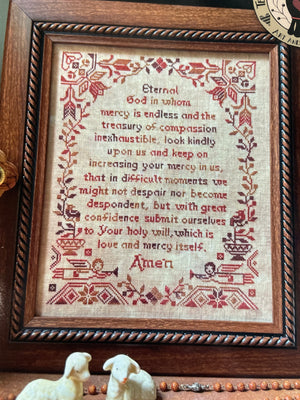 Eternal
God in whom
mercy is endless and the
treasury of compassion
inexhaustible, look kindly
upon us and keep on
increasing your mercy in us,
that in difficult moments we
might not despair nor become
despondent, but with great
confidence submit ourselves
to Your holy will, which is
love and mercy itself.
Amen